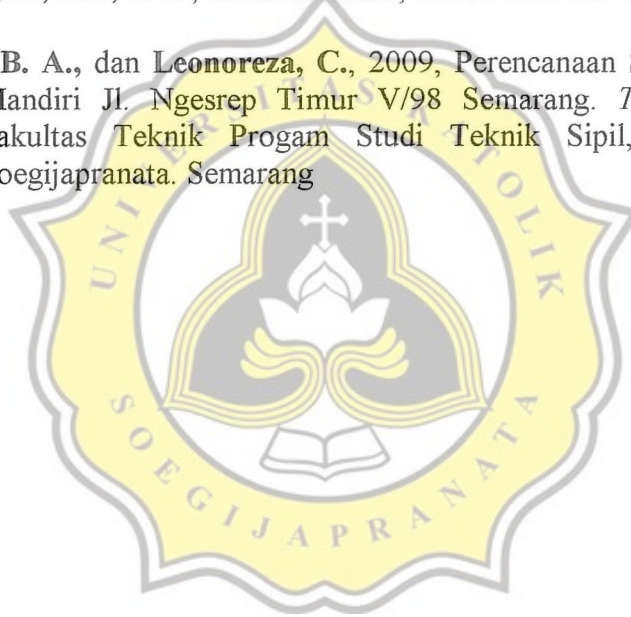 B. A., dan Leonoreza, C., 2009, Perencanaan
Mandiri Jl. Ngesrep Timur V/98 Semarang.
akultas Teknik Progam Studi Teknik Sipil,
oegijapranata. Semarang
UNIVERSITAS KATOLIK
SOEGIJAPRANATA